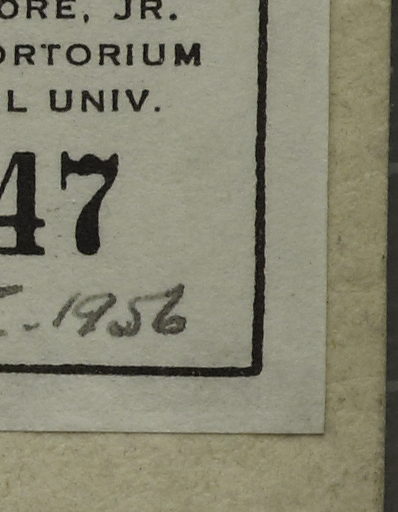 ORE, JR.
ORTORIUM
L UNIV.
47
I-1956